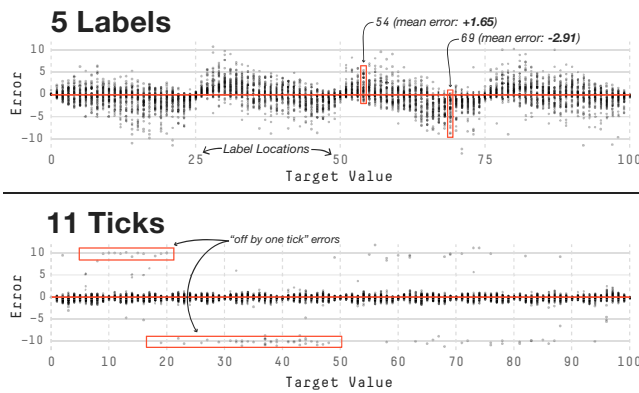 5 Labels
54 (mean error: +1.65)
69 (mean error: -2.91)
10
5
0
-5
-10
Error
25
50
75
100
Label Locations
Target Value
11 Ticks
"off by one tick" errors
10
5
0
-5
-10
Error
0
10
20
30
40
50
60
70
80
90
100
Target Value